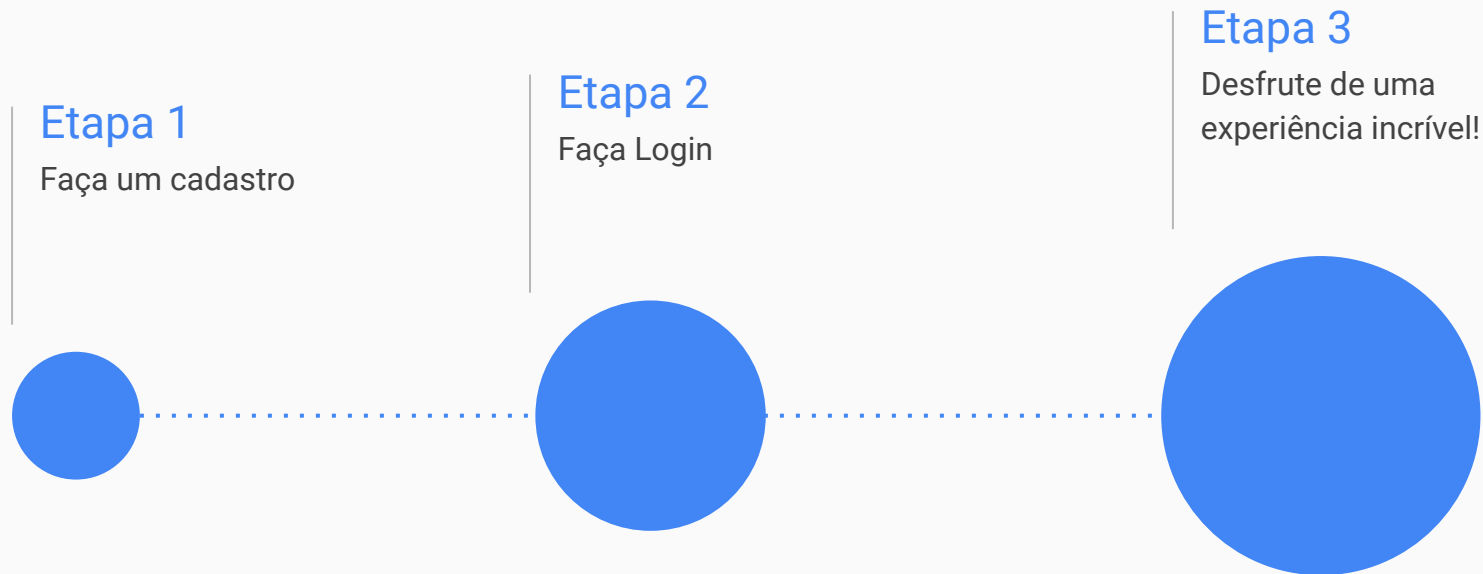 Etapa 1
Faça um cadastro
Etapa 2
Faça Login
Etapa 3
Desfrute de uma
experiência incrível!